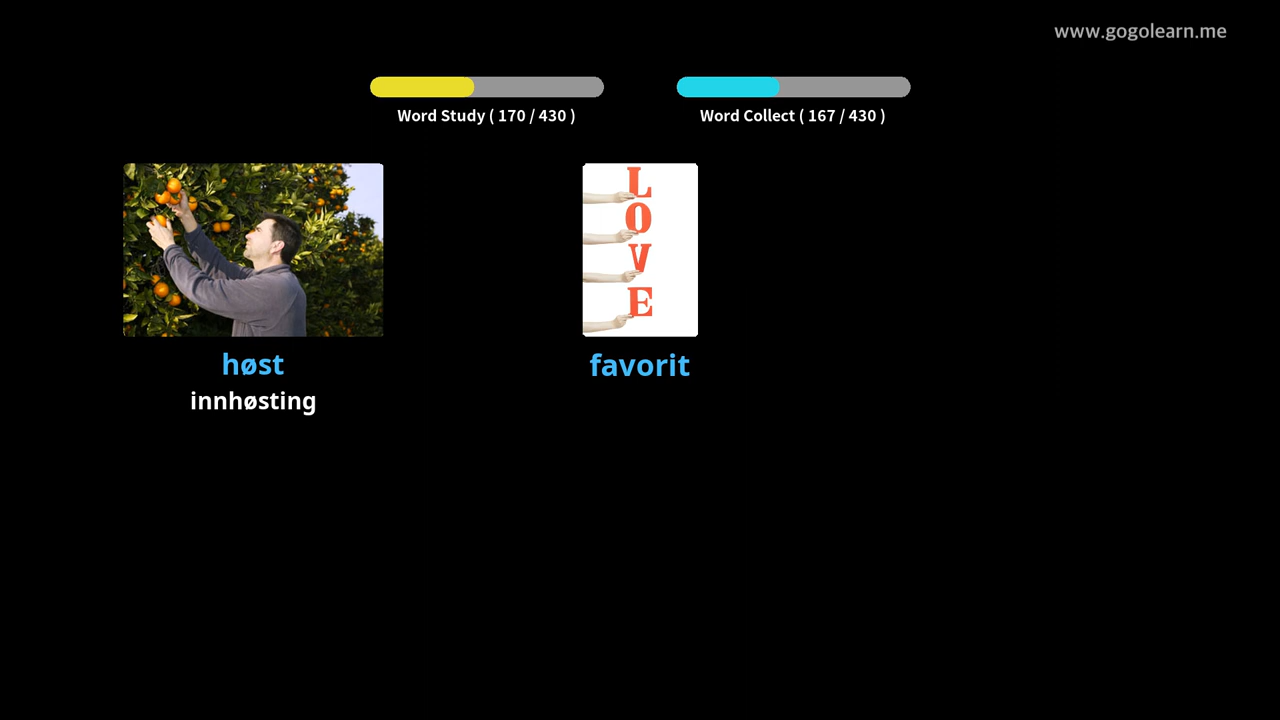 www.gogolearn.me
Word Study ( 170 / 430 )
Word Collect ( 167 / 430 )
L
O
V
E
høst
innhøsting
favorit